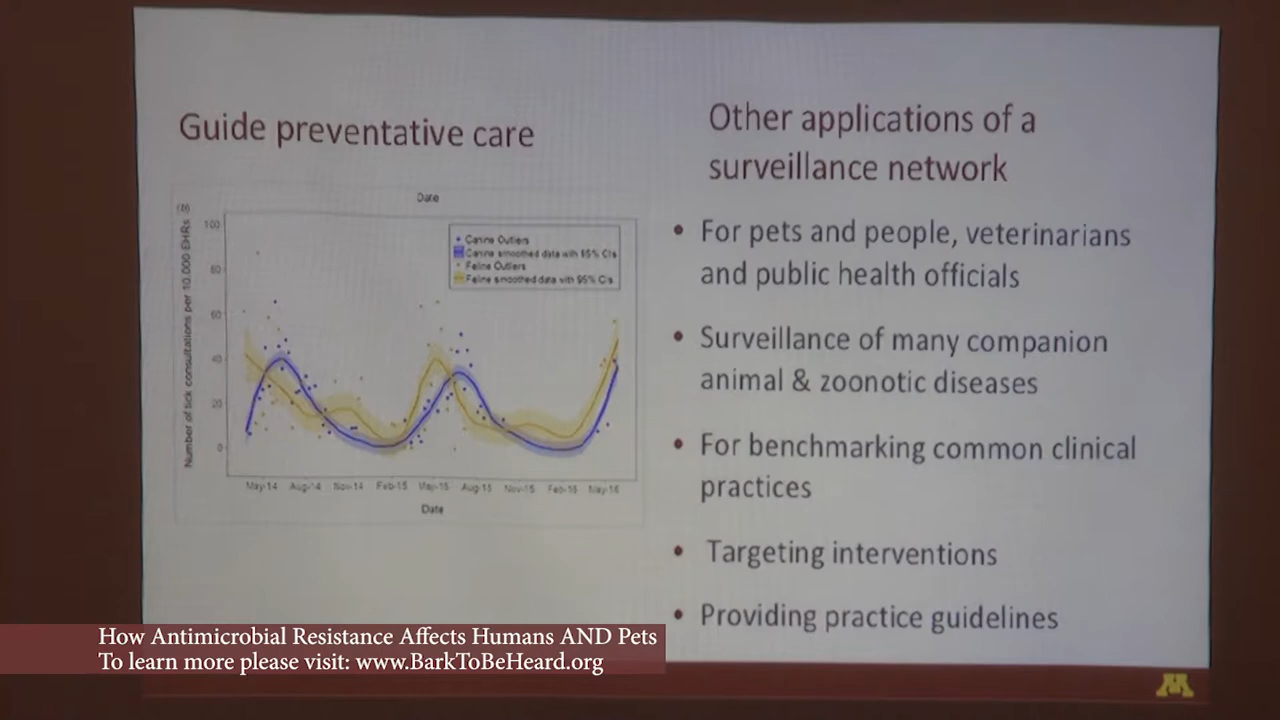 Guide preventative care
Date
(B)
Number of tick consultations per 10,000 EHRs
100
80
60
40
20
0
Canine Outliers
Canine smoothed data with 95% CIs
Feline Outliers
Feline smoothed data with 95% CIs
May-14 Aug-14 Nov-14 Feb-15 May-15 Aug-15 Nov-15 Feb-16 May-16
Date
Other applications of a
surveillance network
• For pets and people, veterinarians
and public health officials
• Surveillance of many companion
animal & zoonotic diseases
• For benchmarking common clinical
practices
• Targeting interventions
• Providing practice guidelines
How Antimicrobial Resistance Affects Humans AND Pets
To learn more please visit: www.BarkToBeHeard.org
M